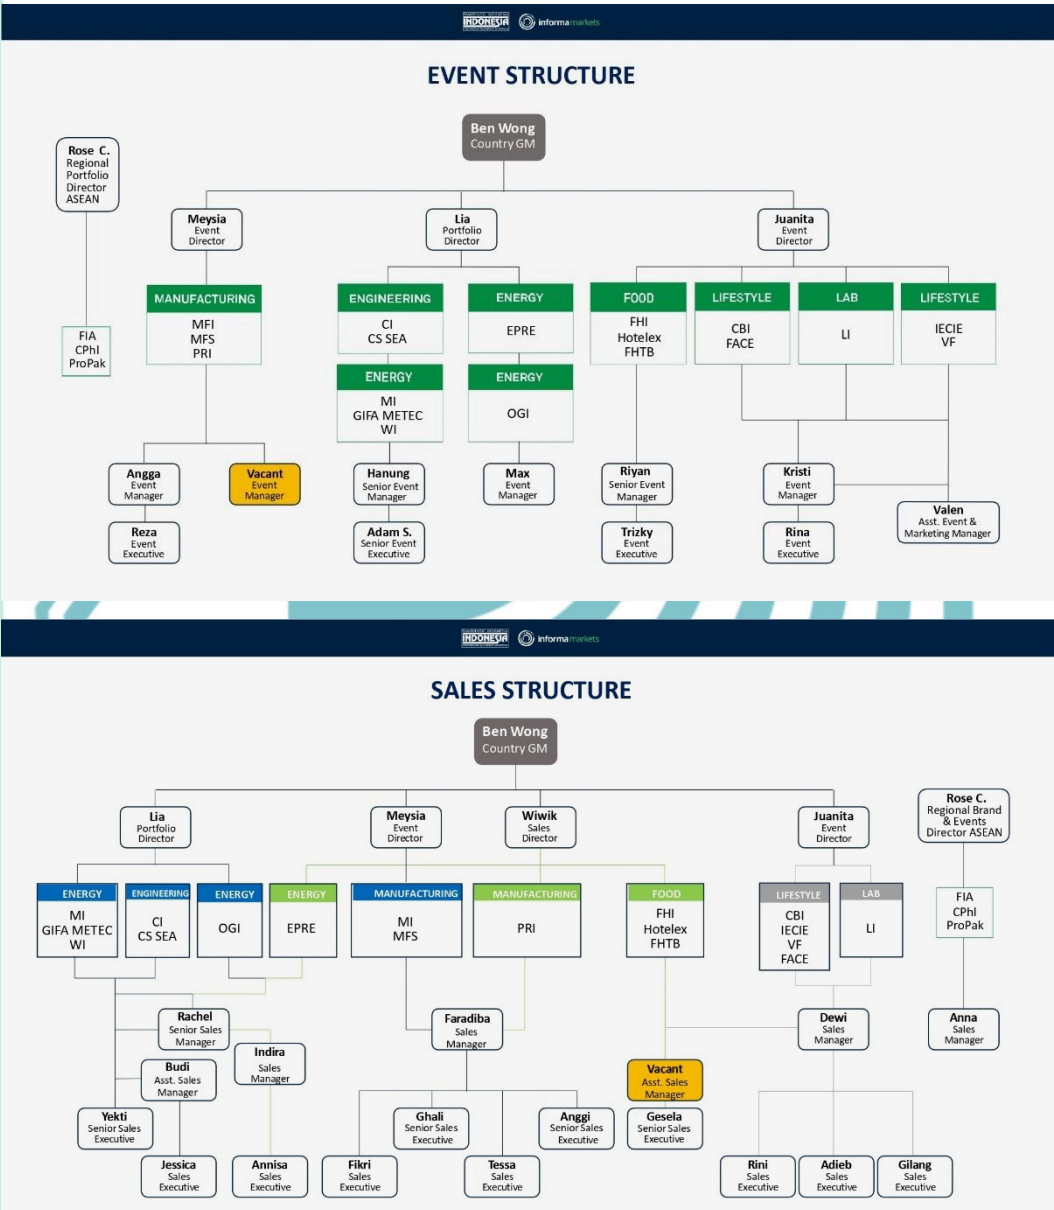 INDONESIA
informamarkets
EVENT STRUCTURE
Ben Wong
Country GM
Rose C.
Regional
Portfolio
Director
ASEAN
Meysia
Event
Director
Lia
Portfolio
Director
Juanita
Event
Director
MANUFACTURING
MFI
MFS
PRI
ENGINEERING
CI
CS SEA
ENERGY
EPRE
FOOD
FHI
Hotelex
FHTB
LIFESTYLE
CBI
FACE
LAB
LI
LIFESTYLE
IECIE
VF
FIA
CPhI
ProPak
ENERGY
MI
GIFA METEC
WI
ENERGY
OGI
Angga
Event
Manager
Vacant
Event
Manager
Hanung
Senior Event
Manager
Max
Event
Manager
Riyan
Senior Event
Manager
Kristi
Event
Manager
Valen
Asst. Event &
Marketing Manager
Reza
Event
Executive
Adam S.
Senior Event
Executive
Trizky
Event
Executive
Rina
Event
Executive
INDONESIA
informamarkets
SALES STRUCTURE
Ben Wong
Country GM
Lia
Portfolio
Director
Meysia
Event
Director
Wiwik
Sales
Director
Juanita
Event
Director
Rose C.
Regional Brand
& Events
Director ASEAN
ENERGY
MI
GIFA METEC
WI
ENGINEERING
CI
CS SEA
ENERGY
OGI
ENERGY
EPRE
MANUFACTURING
MI
MFS
MANUFACTURING
PRI
FOOD
FHI
Hotelex
FHTB
LIFESTYLE
CBI
IECIE
VF
FACE
LAB
LI
FIA
CPhI
ProPak
Rachel
Senior Sales
Manager
Faradiba
Sales
Manager
Dewi
Sales
Manager
Anna
Sales
Manager
Indira
Sales
Manager
Budi
Asst. Sales
Manager
Vacant
Asst. Sales
Manager
Yekti
Senior Sales
Executive
Ghali
Senior Sales
Executive
Anggi
Senior Sales
Executive
Gesela
Senior Sales
Executive
Jessica
Sales
Executive
Annisa
Sales
Executive
Fikri
Sales
Executive
Tessa
Sales
Executive
Rini
Sales
Executive
Adieb
Sales
Executive
Gilang
Sales
Executive